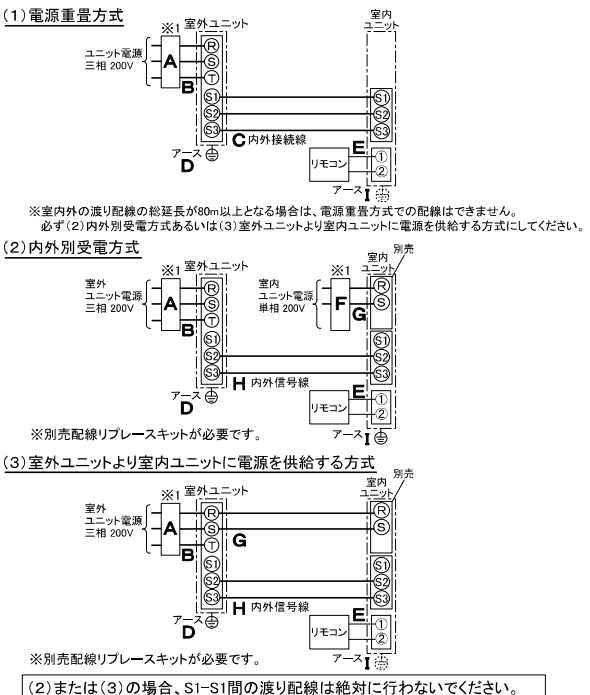 (1)電源重畳方式
※1 室外ユニット
室内
ユニット
ユニット電源
三相 200V
A
B
R
S
T
S1
S2
S3
S1
S2
S3
C 内外接続線
アース
D
E
リモコン
①
②
アース I
※室内外の渡り配線の総延長が80m以上となる場合は、電源重畳方式での配線はできません。
必ず(2)内外別受電方式あるいは(3)室外ユニットより室内ユニットに電源を供給する方式にしてください。
(2)内外別受電方式
※1 室外ユニット
※1
室内
ユニット
別売
室外
ユニット電源
三相 200V
A
B
R
S
T
S1
S2
S3
室内
ユニット電源
単相 200V
F
G
R
S
S1
S2
S3
H 内外信号線
アース
D
E
リモコン
①
②
アース I
※別売配線リプレースキットが必要です。
(3)室外ユニットより室内ユニットに電源を供給する方式
※1 室外ユニット
室内
ユニット
別売
室外
ユニット電源
三相 200V
A
B
R
S
T
S1
S2
S3
G
R
S
S1
S2
S3
H 内外信号線
アース
D
E
リモコン
①
②
アース I
※別売配線リプレースキットが必要です。
(2)または(3)の場合、S1-S1間の渡り配線は絶対に行わないでください。